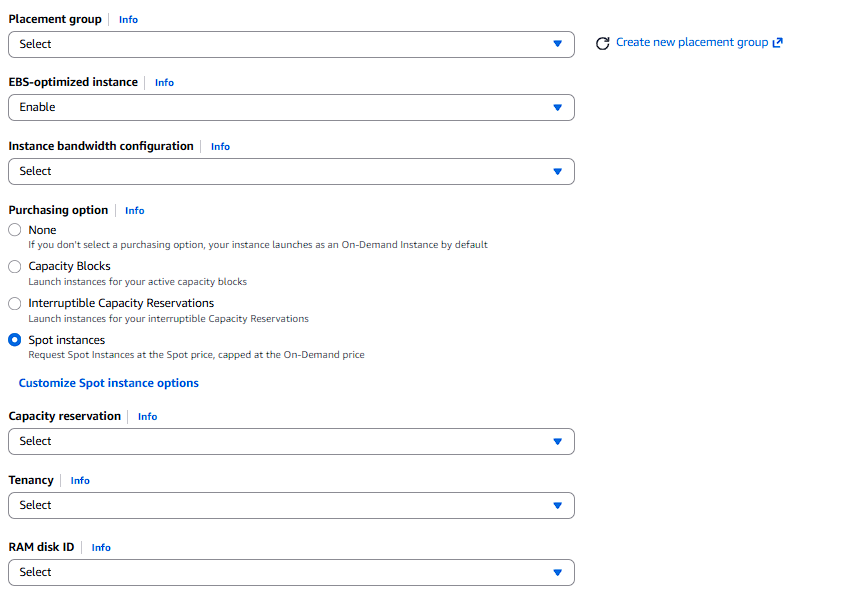 Placement group Info
Select
Create new placement group
EBS-optimized instance Info
Enable
Instance bandwidth configuration Info
Select
Purchasing option Info
None
If you don't select a purchasing option, your instance launches as an On-Demand Instance by default
Capacity Blocks
Launch instances for your active capacity blocks
Interruptible Capacity Reservations
Launch instances for your interruptible Capacity Reservations
Spot instances
Request Spot Instances at the Spot price, capped at the On-Demand price
Customize Spot instance options
Capacity reservation Info
Select
Tenancy Info
Select
RAM disk ID Info
Select